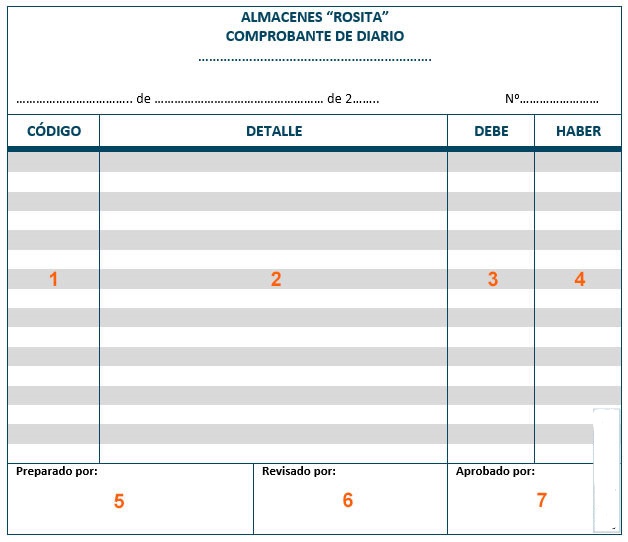 ALMACENES “ROSITA”
COMPROBANTE DE DIARIO
……………………………………………………………
…………………………….. de …………………………………………… de 2……..
Nº……………………
CÓDIGO DETALLE DEBE HABER
1 2 3 4
Preparado por: Revisado por: Aprobado por:
5 6 7